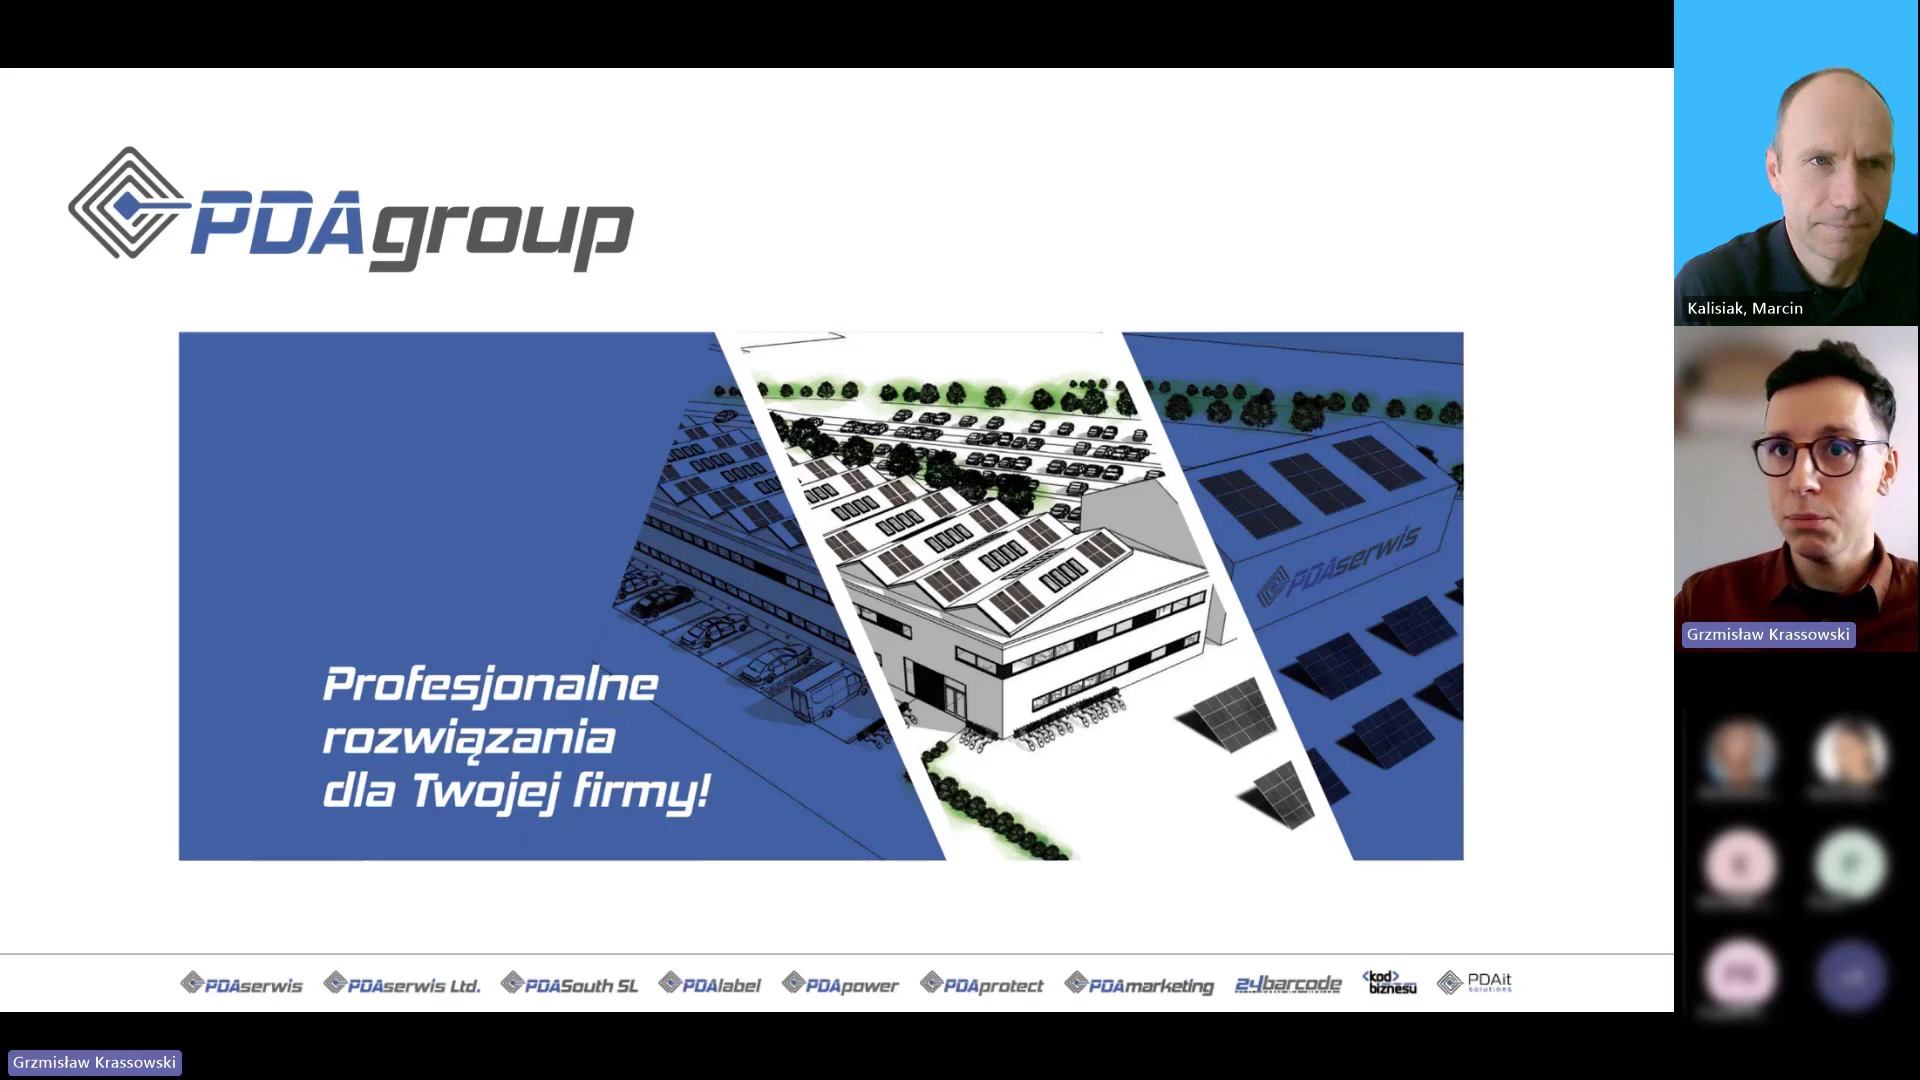 PDAgroup
Profesjonalne
rozwiązania
dla Twojej firmy!
PDAserwis
PDAserwis PDAserwis Ltd. PDASouth SL PDAlabel PDApower PDAprotect PDAmarketing 24barcode <kod> biznesu PDAit solutions
Kalisiak, Marcin
Grzmisław Krassowski
Grzmisław Krassowski